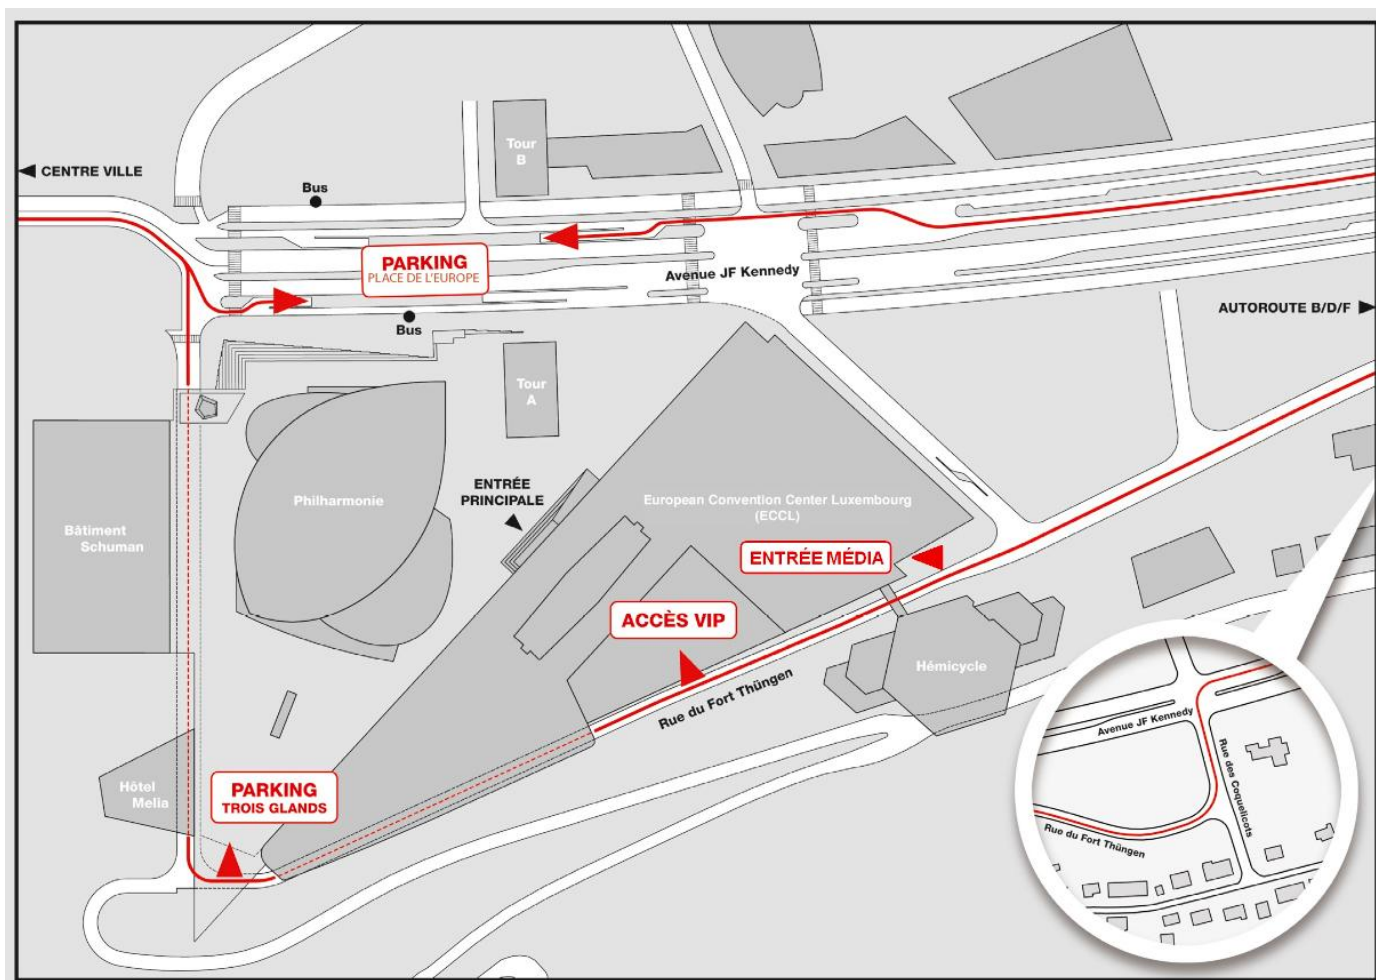 Tour
B
CENTRE VILLE
Bus
PARKING
PLACE DE L'EUROPE
Avenue JF Kennedy
AUTOROUTE B/D/F
Bus
Tour
A
ENTRÉE
PRINCIPALE
Philharmonie
European Convention Center Luxembourg
(ECCL)
Bâtiment
Schuman
ENTRÉE MÉDIA
ACCÈS VIP
Hémicycle
Rue du Fort Thüngen
Hôtel
Melia
PARKING
TROIS GLANDS
Avenue JF Kennedy
Rue des Coquelicots
Rue du Fort Thüngen